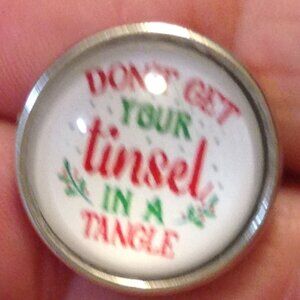 DON'T GET
YOUR
tinsel
IN A
TANGLE